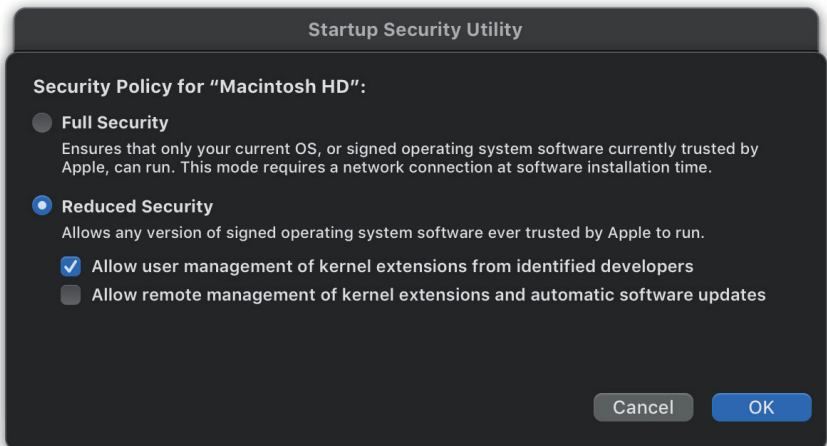 Startup Security Utility
Security Policy for “Macintosh HD”:
Full Security
Ensures that only your current OS, or signed operating system software currently trusted by
Apple, can run. This mode requires a network connection at software installation time.
Reduced Security
Allows any version of signed operating system software ever trusted by Apple to run.
Allow user management of kernel extensions from identified developers
Allow remote management of kernel extensions and automatic software updates
Cancel OK